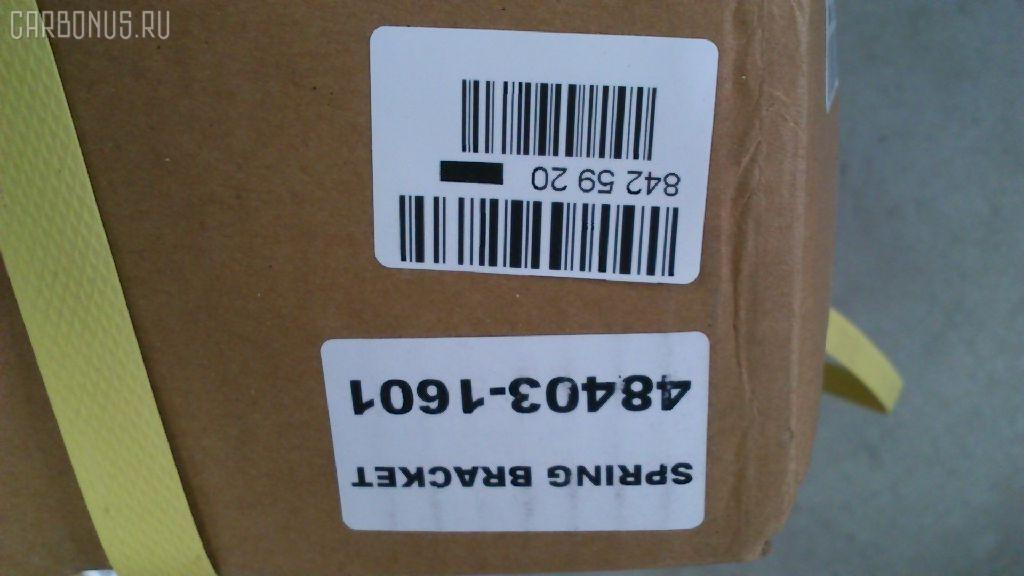 CARBONUS.RU
SPRING BRACKET
48403-1601
842 59 20